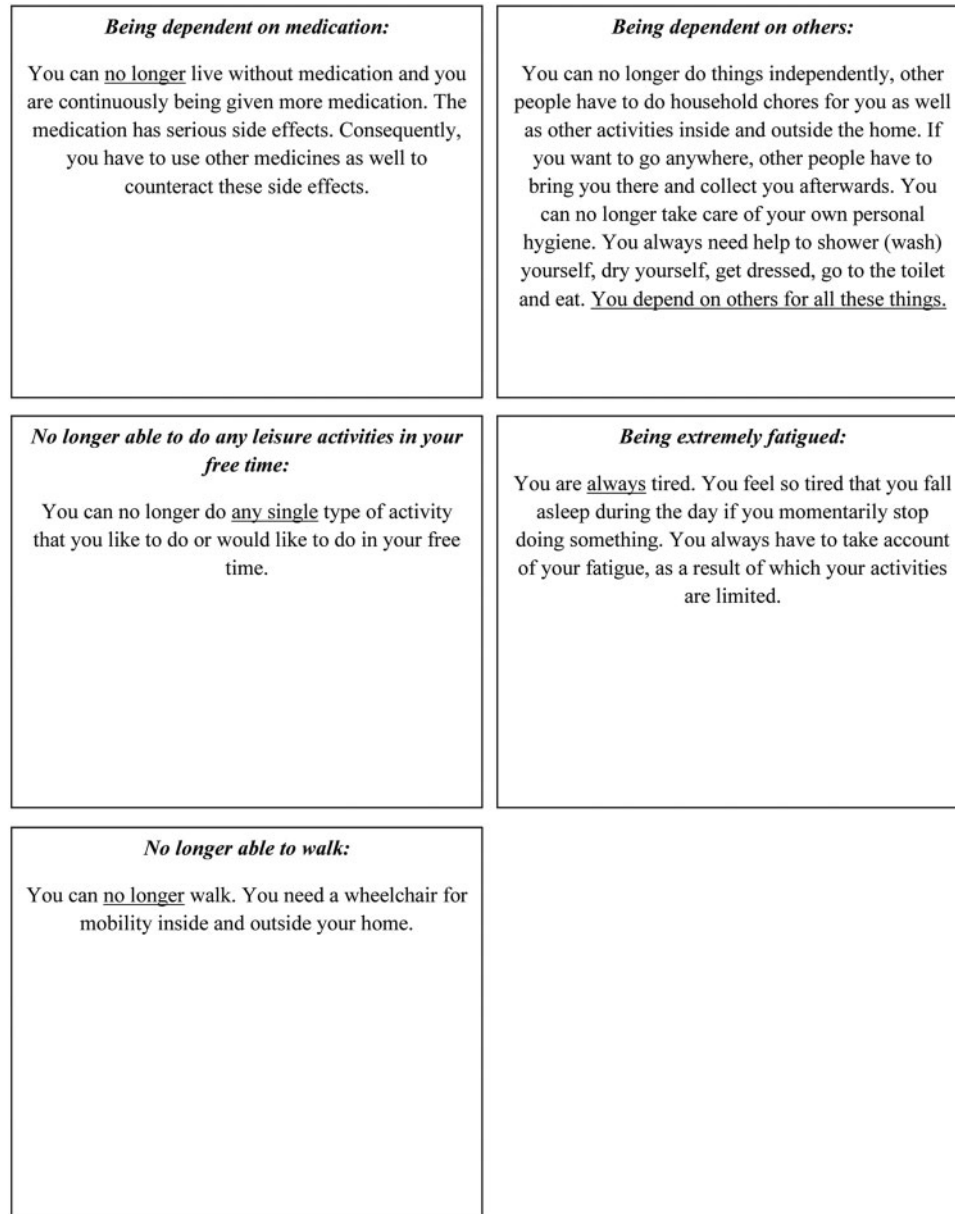 Being dependent on medication:
You can no longer live without medication and you
are continuously being given more medication. The
medication has serious side effects. Consequently,
you have to use other medicines as well to
counteract these side effects.
Being dependent on others:
You can no longer do things independently, other
people have to do household chores for you as well
as other activities inside and outside the home. If
you want to go anywhere, other people have to
bring you there and collect you afterwards. You
can no longer take care of your own personal
hygiene. You always need help to shower (wash)
yourself, dry yourself, get dressed, go to the toilet
and eat. You depend on others for all these things.
No longer able to do any leisure activities in your
free time:
You can no longer do any single type of activity
that you like to do or would like to do in your free
time.
Being extremely fatigued:
You are always tired. You feel so tired that you fall
asleep during the day if you momentarily stop
doing something. You always have to take account
of your fatigue, as a result of which your activities
are limited.
No longer able to walk:
You can no longer walk. You need a wheelchair for
mobility inside and outside your home.